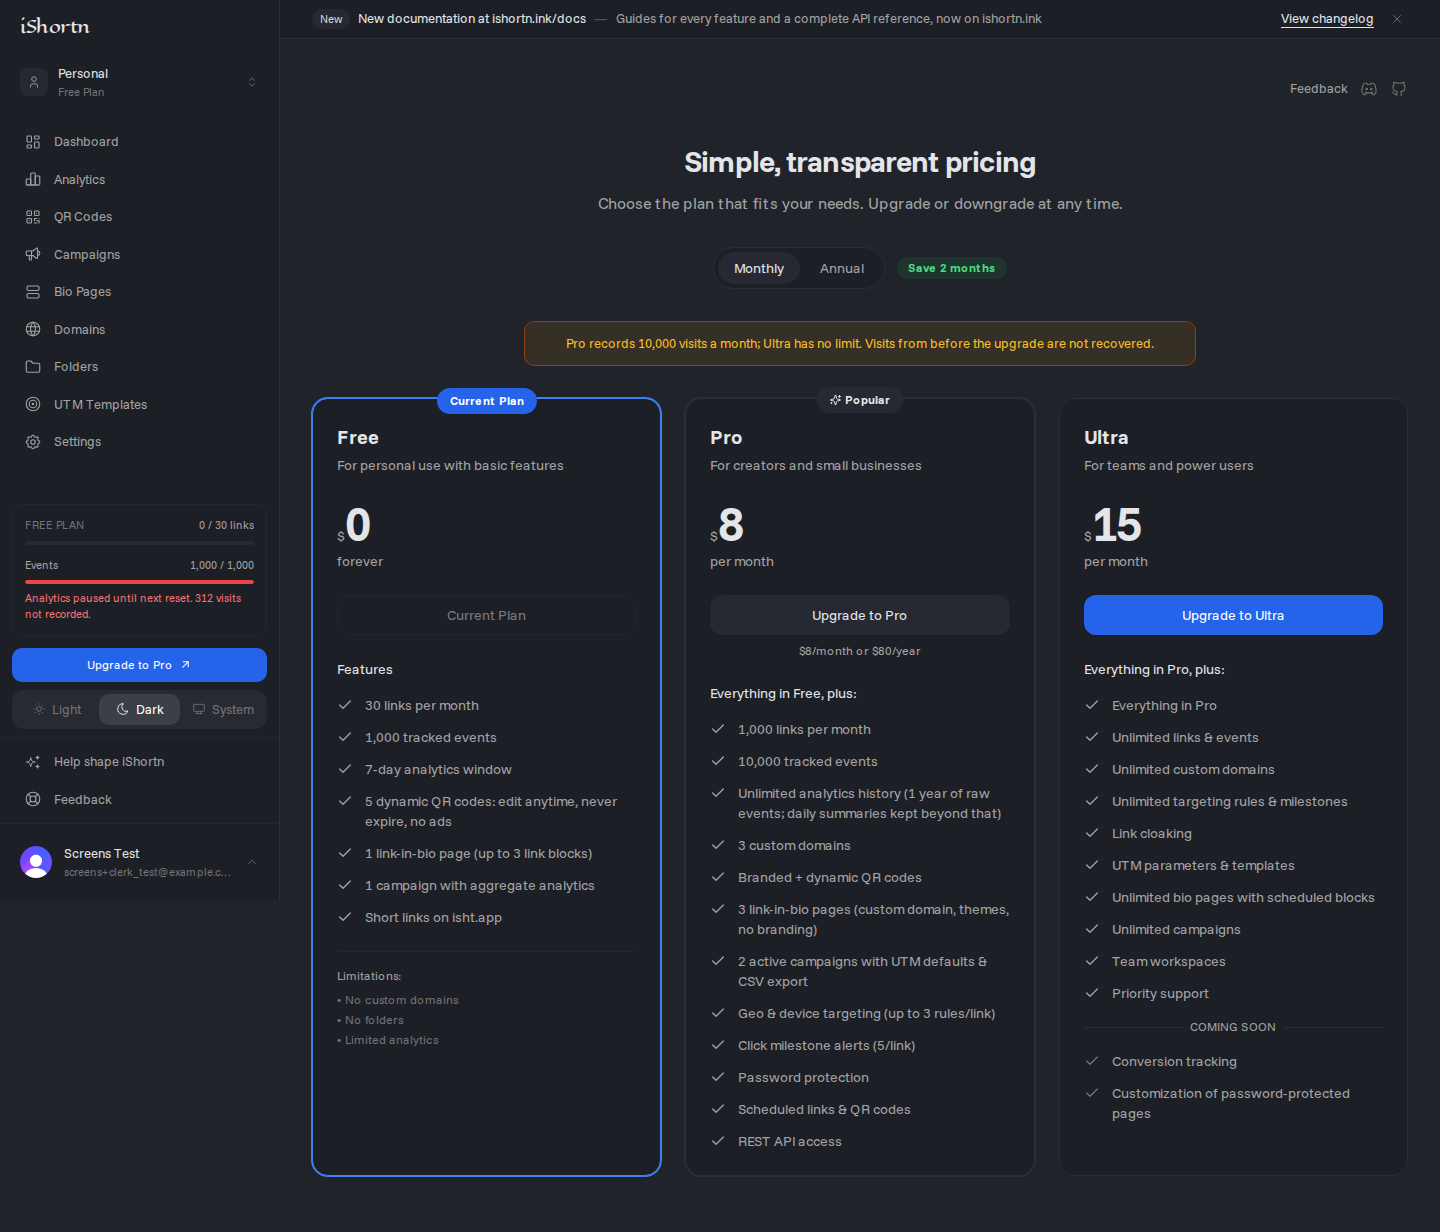 iShortn
Personal
Free Plan
Dashboard
Analytics
QR Codes
Campaigns
Bio Pages
Domains
Folders
UTM Templates
Settings
FREE PLAN 0 / 30 links
Events 1,000 / 1,000
Analytics paused until next reset. 312 visits
not recorded.
Upgrade to Pro
Light Dark System
Help shape iShortn
Feedback
Screens Test
screens+clerk_test@example.c...
New New documentation at ishortn.ink/docs — Guides for every feature and a complete API reference, now on ishortn.ink View changelog
Feedback
Simple, transparent pricing
Choose the plan that fits your needs. Upgrade or downgrade at any time.
Monthly Annual Save 2 months
Pro records 10,000 visits a month; Ultra has no limit. Visits from before the upgrade are not recovered.
Current Plan
Free
For personal use with basic features
$0
forever
Current Plan
Features
30 links per month
1,000 tracked events
7-day analytics window
5 dynamic QR codes: edit anytime, never
expire, no ads
1 link-in-bio page (up to 3 link blocks)
1 campaign with aggregate analytics
Short links on isht.app
Limitations:
• No custom domains
• No folders
• Limited analytics
Popular
Pro
For creators and small businesses
$8
per month
Upgrade to Pro
$8/month or $80/year
Everything in Free, plus:
1,000 links per month
10,000 tracked events
Unlimited analytics history (1 year of raw
events; daily summaries kept beyond that)
3 custom domains
Branded + dynamic QR codes
3 link-in-bio pages (custom domain, themes,
no branding)
2 active campaigns with UTM defaults &
CSV export
Geo & device targeting (up to 3 rules/link)
Click milestone alerts (5/link)
Password protection
Scheduled links & QR codes
REST API access
Ultra
For teams and power users
$15
per month
Upgrade to Ultra
Everything in Pro, plus:
Everything in Pro
Unlimited links & events
Unlimited custom domains
Unlimited targeting rules & milestones
Link cloaking
UTM parameters & templates
Unlimited bio pages with scheduled blocks
Unlimited campaigns
Team workspaces
Priority support
COMING SOON
Conversion tracking
Customization of password-protected
pages